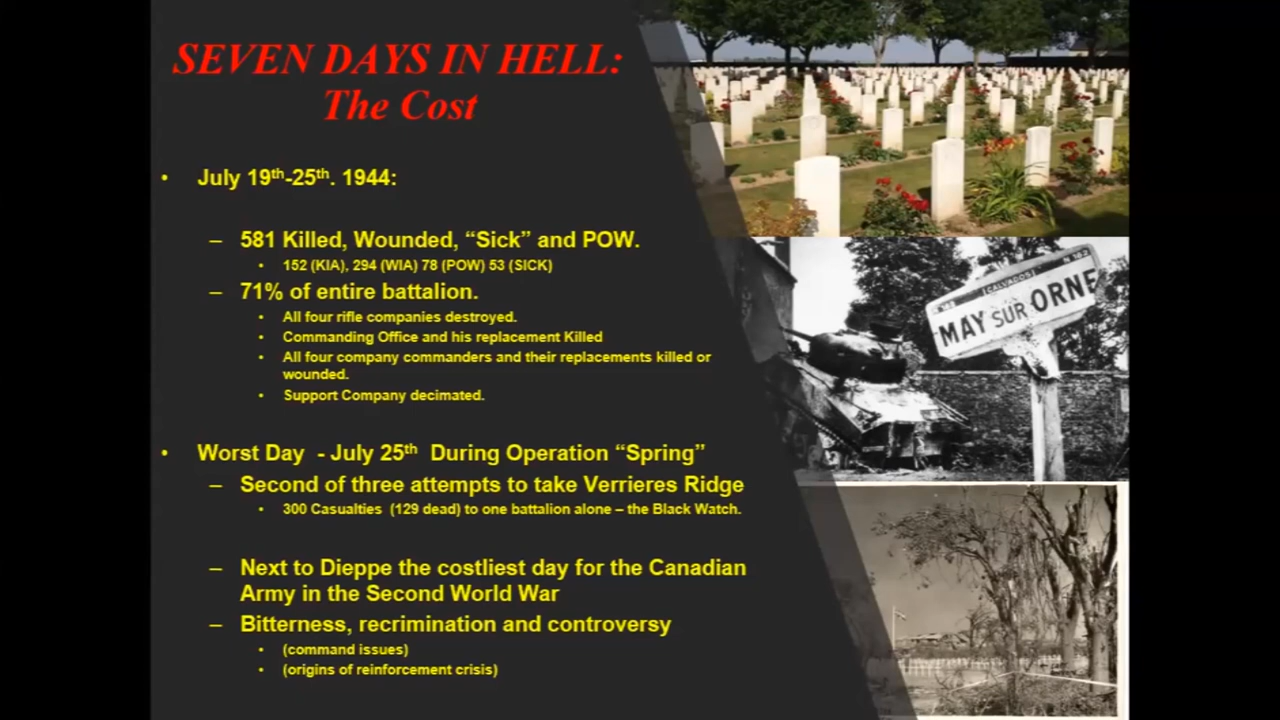 SEVEN DAYS IN HELL:
The Cost
• July 19th-25th. 1944:
– 581 Killed, Wounded, “Sick” and POW.
• 152 (KIA), 294 (WIA) 78 (POW) 53 (SICK)
– 71% of entire battalion.
• All four rifle companies destroyed.
• Commanding Office and his replacement Killed
• All four company commanders and their replacements killed or
wounded.
• Support Company decimated.
• Worst Day - July 25th During Operation “Spring”
– Second of three attempts to take Verrieres Ridge
• 300 Casualties (129 dead) to one battalion alone – the Black Watch.
– Next to Dieppe the costliest day for the Canadian
Army in the Second World War
– Bitterness, recrimination and controversy
• (command issues)
• (origins of reinforcement crisis)
CALVADOS
MAY SUR ORNE